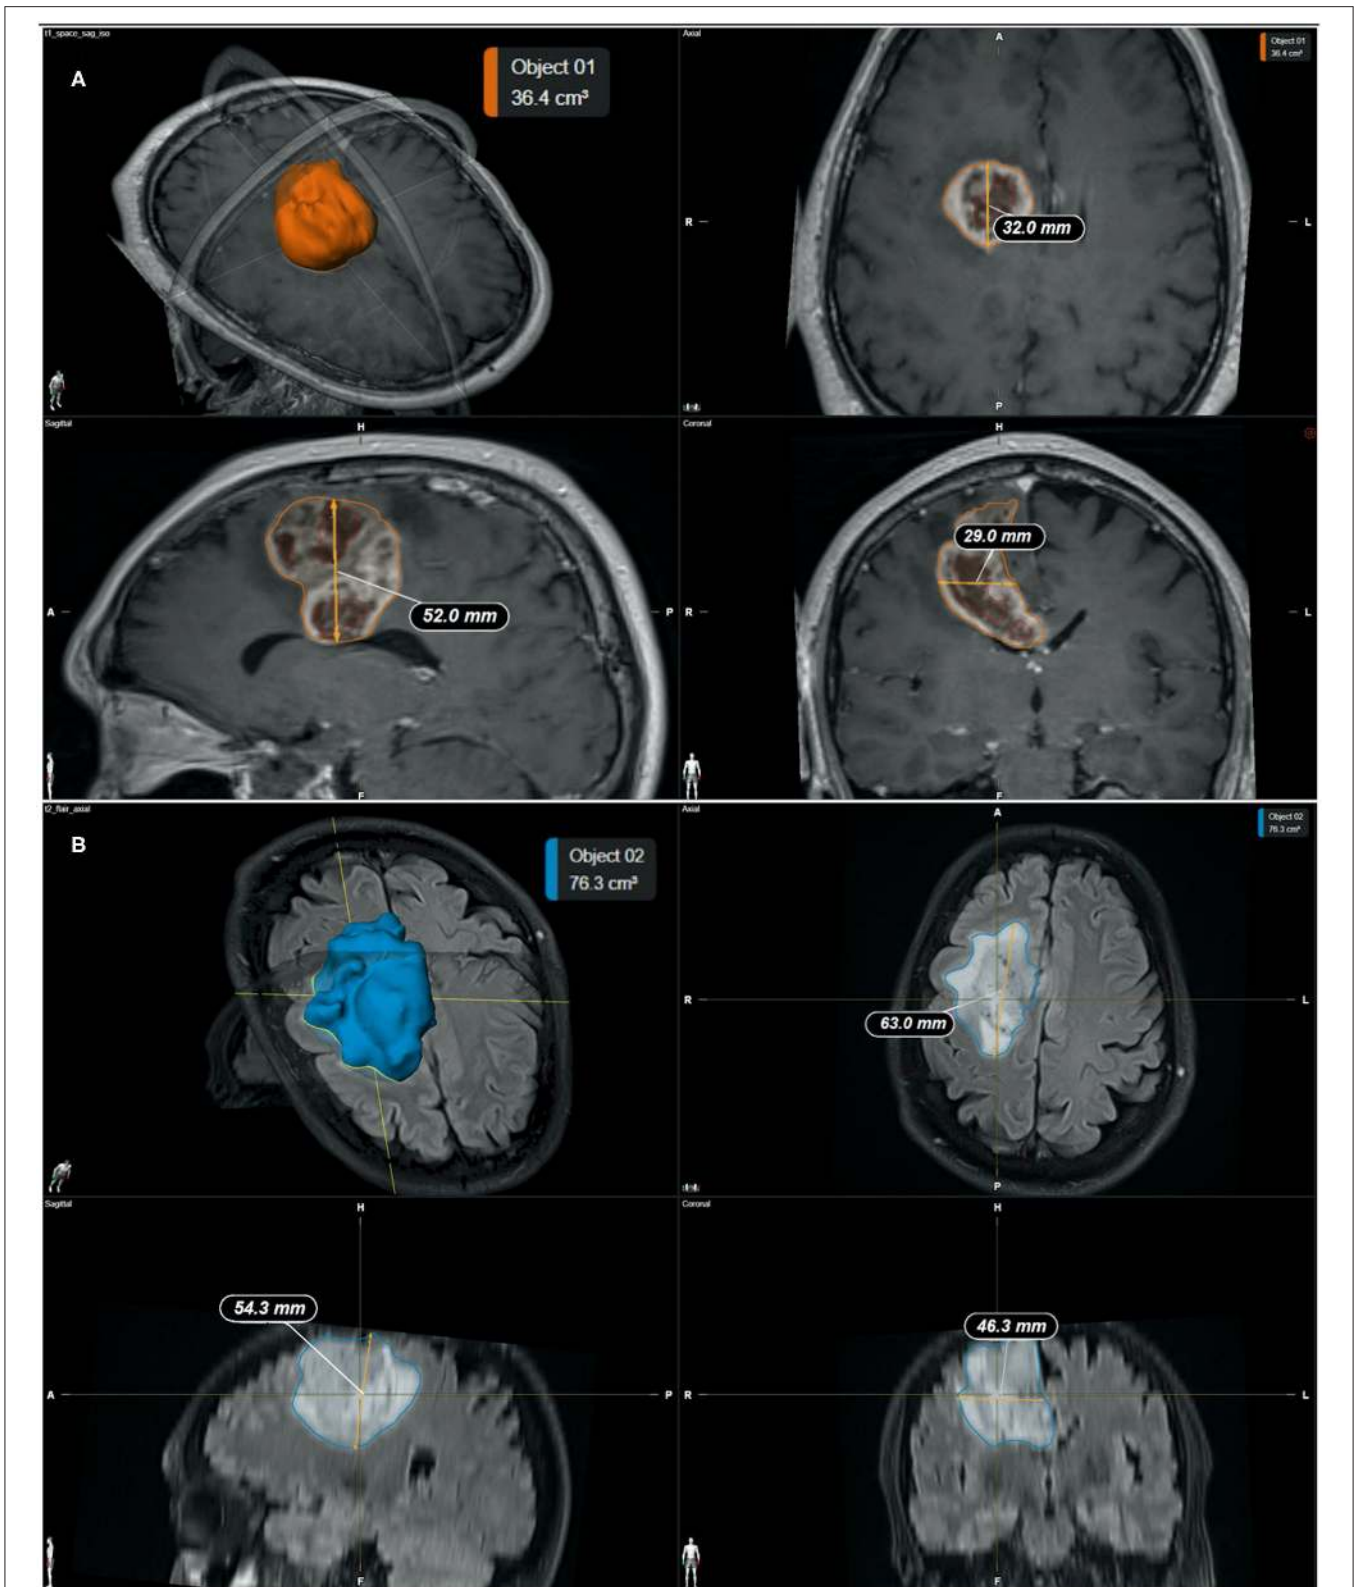 t1_space_sag_iso
A
Object 01
36.4 cm³
Axial
A
Object 01
36.4 cm³
R
L
32.0 mm
P
Sagittal
H
A
P
52.0 mm
F
Coronal
H
R
L
29.0 mm
F
t2_flair_axial
B
Object 02
76.3 cm³
Axial
A
Object 02
76.3 cm³
R
L
63.0 mm
P
Sagittal
H
54.3 mm
A
P
F
Coronal
H
46.3 mm
R
L
F